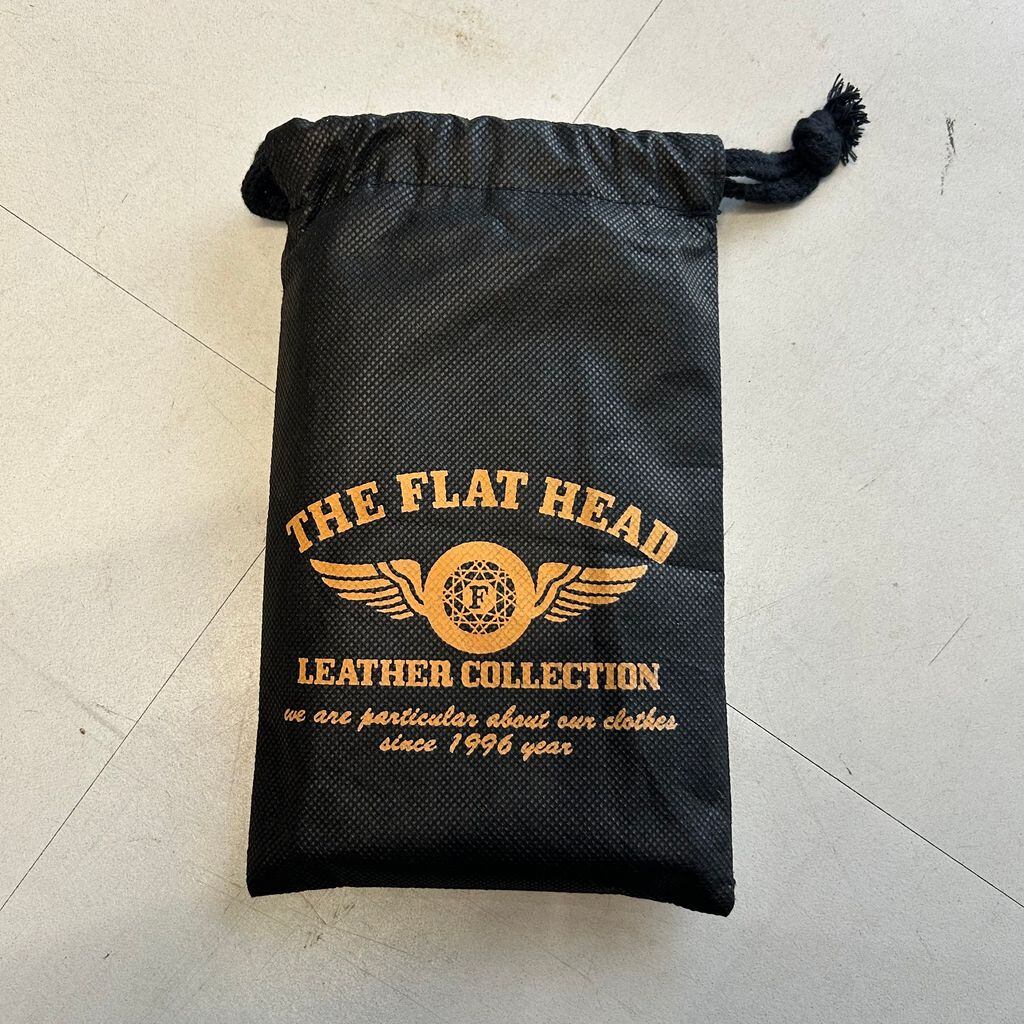 THE FLAT HEAD
F
LEATHER COLLECTION
we are particular about our clothes
since 1996 year